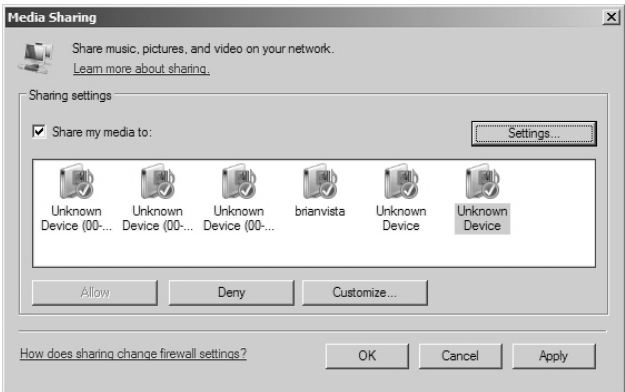 Media Sharing
Share music, pictures, and video on your network.
Learn more about sharing.
Sharing settings
Share my media to:
Settings...
Unknown Device (00-...
Unknown Device (00-...
Unknown Device (00-...
brianvista
Unknown Device
Unknown Device
Allow
Deny
Customize...
How does sharing change firewall settings?
OK
Cancel
Apply